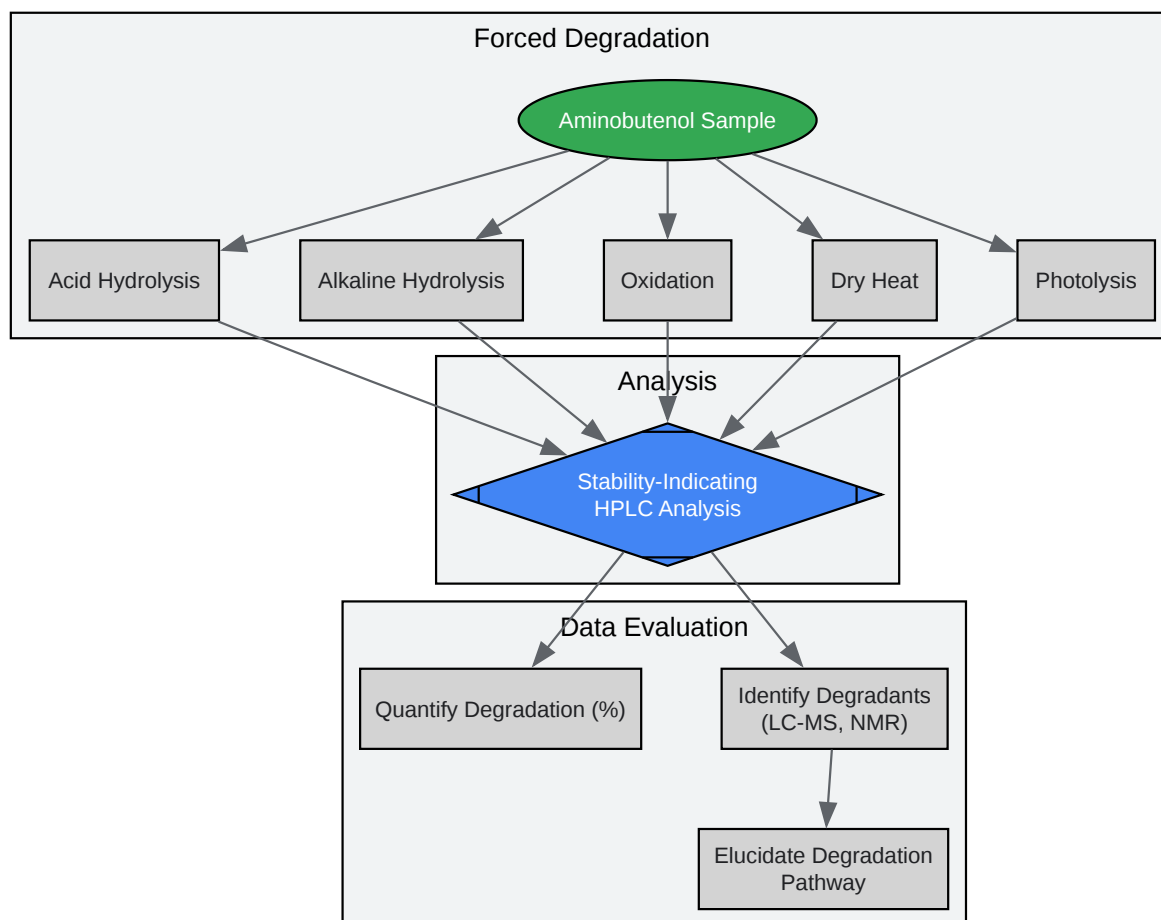 Forced Degradation
Aminobutenol Sample
Acid Hydrolysis
Alkaline Hydrolysis
Oxidation
Dry Heat
Photolysis
Analysis
Stability-Indicating
HPLC Analysis
Data Evaluation
Quantify Degradation (%)
Identify Degradants
(LC-MS, NMR)
Elucidate Degradation
Pathway